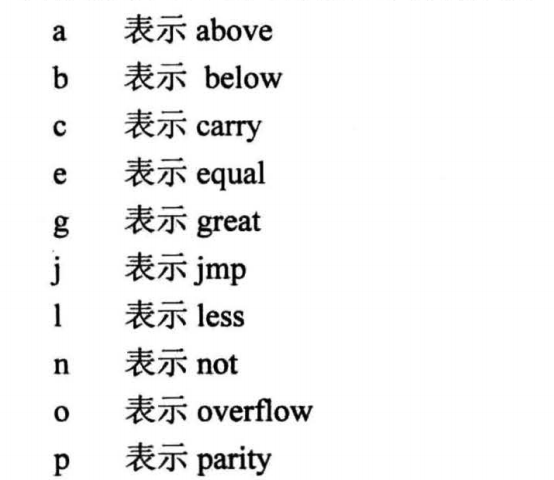 a 表示 above
b 表示 below
c 表示 carry
e 表示 equal
g 表示 great
j 表示 jmp
l 表示 less
n 表示 not
o 表示 overflow
p 表示 parity